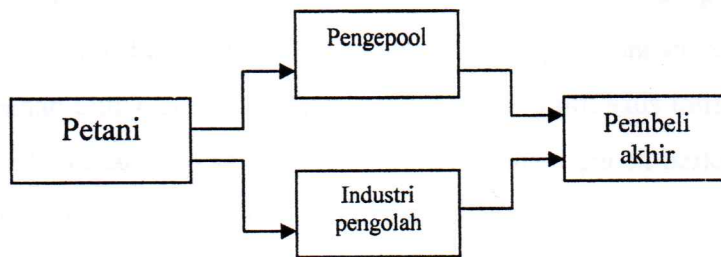 Petani
Pengepool
Industri
pengolah
Pembeli
akhir